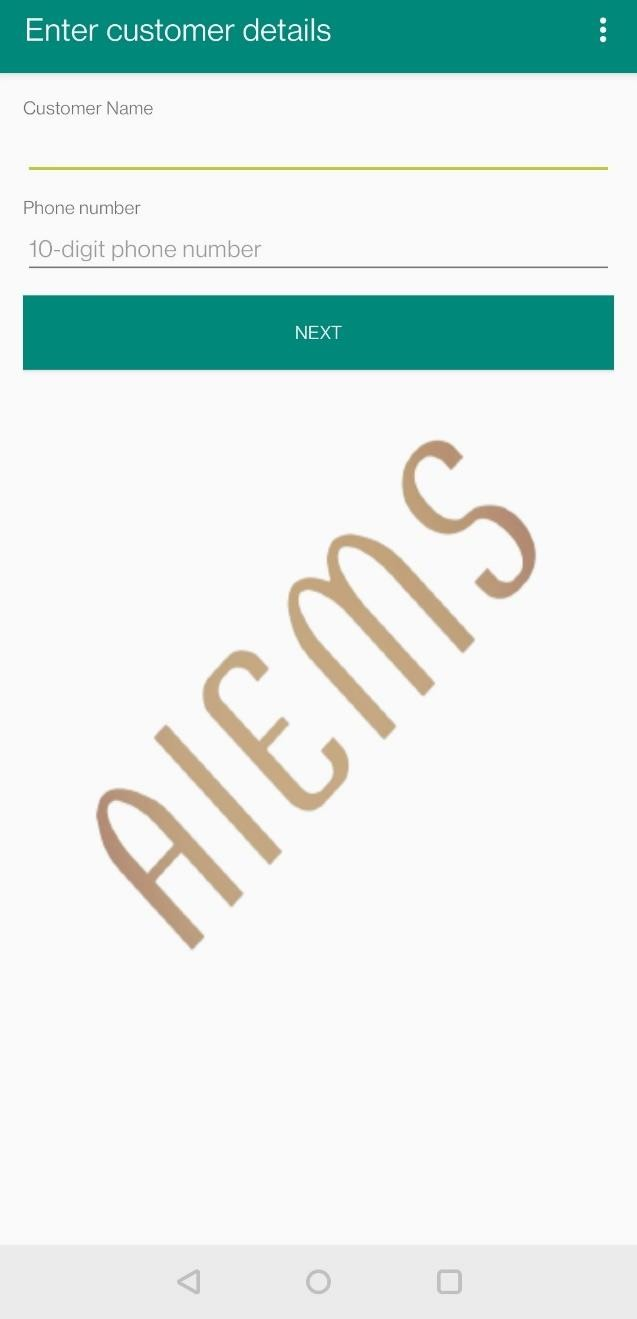 Enter customer details
Customer Name
Phone number
10-digit phone number
NEXT
AIEMS